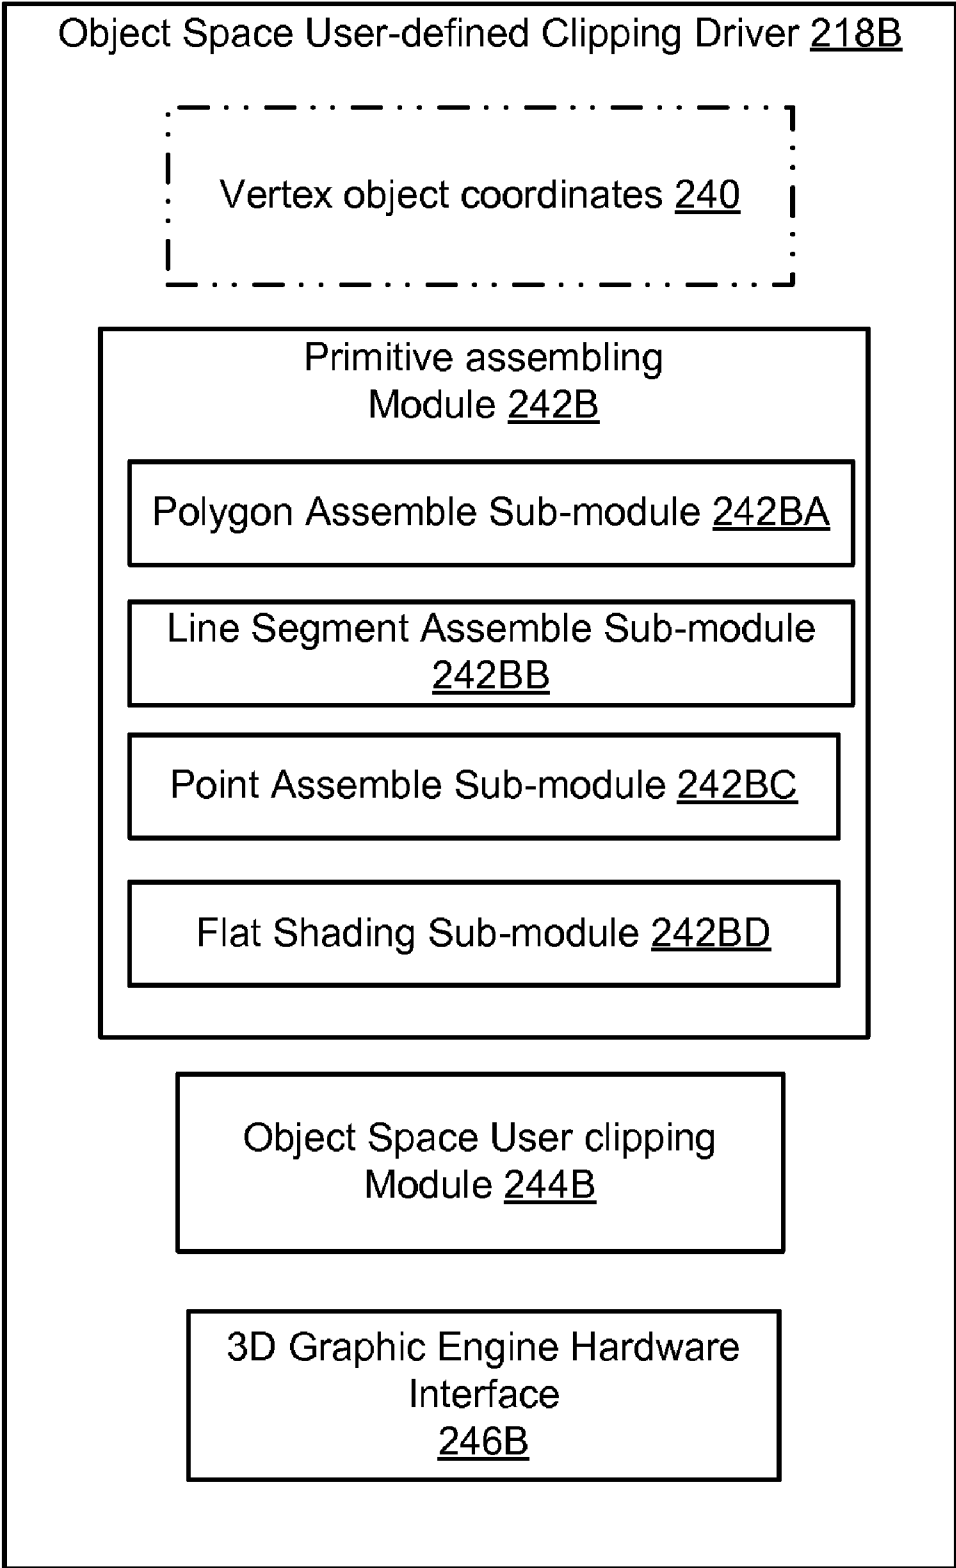 Object Space User-defined Clipping Driver 218B
Vertex object coordinates 240
Primitive assembling
Module 242B
Polygon Assemble Sub-module 242BA
Line Segment Assemble Sub-module
242BB
Point Assemble Sub-module 242BC
Flat Shading Sub-module 242BD
Object Space User clipping
Module 244B
3D Graphic Engine Hardware
Interface
246B